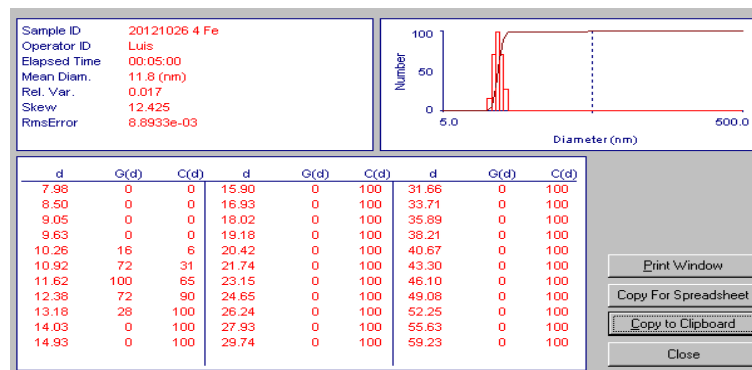 Sample ID 20121026 4 Fe
Operator ID Luis
Elapsed Time 00:05:00
Mean Diam. 11.8 (nm)
Rel. Var. 0.017
Skew 12.425
RmsError 8.8933e-03
Number
100
50
0
5.0 500.0
Diameter (nm)
d G(d) C(d) d G(d) C(d) d G(d) C(d)
7.98 0 0 15.90 0 100 31.66 0 100
8.50 0 0 16.93 0 100 33.71 0 100
9.05 0 0 18.02 0 100 35.89 0 100
9.63 0 0 19.18 0 100 38.21 0 100
10.26 16 6 20.42 0 100 40.67 0 100
10.92 72 31 21.74 0 100 43.30 0 100
11.62 100 65 23.15 0 100 46.10 0 100
12.38 72 90 24.65 0 100 49.08 0 100
13.18 28 100 26.24 0 100 52.25 0 100
14.03 0 100 27.93 0 100 55.63 0 100
14.93 0 100 29.74 0 100 59.23 0 100
Print Window
Copy For Spreadsheet
Copy to Clipboard
Close